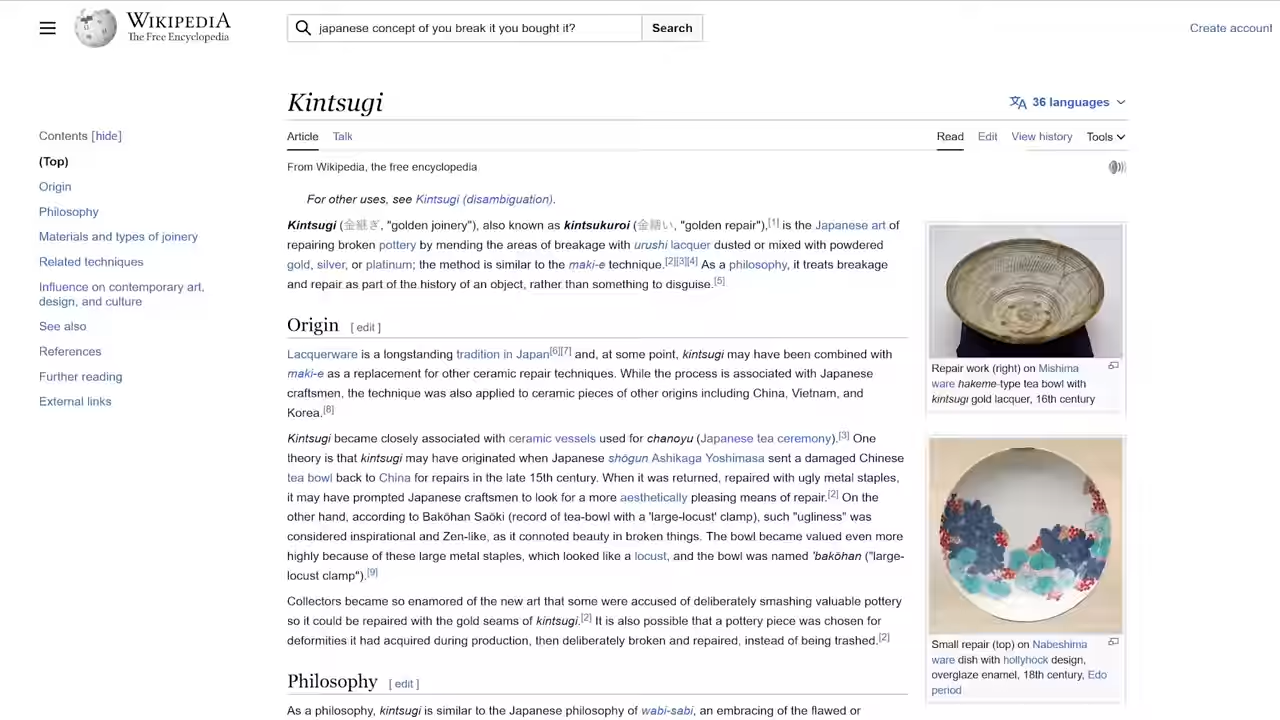 WIKIPEDIA
The Free Encyclopedia
japanese concept of you break it you bought it?
Search
Create account
Contents [hide]
(Top)
Origin
Philosophy
Materials and types of joinery
Related techniques
Influence on contemporary art,
design, and culture
See also
References
Further reading
External links
Kintsugi
36 languages
Article Talk
Read Edit View history Tools
From Wikipedia, the free encyclopedia
For other uses, see Kintsugi (disambiguation).
Kintsugi (金継ぎ, "golden joinery"), also known as kintsukuroi (金繕い, "golden repair"),[1] is the Japanese art of
repairing broken pottery by mending the areas of breakage with urushi lacquer dusted or mixed with powdered
gold, silver, or platinum; the method is similar to the maki-e technique.[2][3][4] As a philosophy, it treats breakage
and repair as part of the history of an object, rather than something to disguise.[5]
Origin [ edit ]
Lacquerware is a longstanding tradition in Japan[6][7] and, at some point, kintsugi may have been combined with
maki-e as a replacement for other ceramic repair techniques. While the process is associated with Japanese
craftsmen, the technique was also applied to ceramic pieces of other origins including China, Vietnam, and
Korea.[8]
Kintsugi became closely associated with ceramic vessels used for chanoyu (Japanese tea ceremony).[3] One
theory is that kintsugi may have originated when Japanese shōgun Ashikaga Yoshimasa sent a damaged Chinese
tea bowl back to China for repairs in the late 15th century. When it was returned, repaired with ugly metal staples,
it may have prompted Japanese craftsmen to look for a more aesthetically pleasing means of repair.[2] On the
other hand, according to Bakōhan Saōki (record of tea-bowl with a 'large-locust' clamp), such "ugliness" was
considered inspirational and Zen-like, as it connoted beauty in broken things. The bowl became valued even more
highly because of these large metal staples, which looked like a locust, and the bowl was named 'bakōhan ("large-
locust clamp").[9]
Collectors became so enamored of the new art that some were accused of deliberately smashing valuable pottery
so it could be repaired with the gold seams of kintsugi.[2] It is also possible that a pottery piece was chosen for
deformities it had acquired during production, then deliberately broken and repaired, instead of being trashed.[2]
Philosophy [ edit ]
As a philosophy, kintsugi is similar to the Japanese philosophy of wabi-sabi, an embracing of the flawed or
Repair work (right) on Mishima
ware hakeme-type tea bowl with
kintsugi gold lacquer, 16th century
Small repair (top) on Nabeshima
ware dish with hollyhock design,
overglaze enamel, 18th century, Edo
period